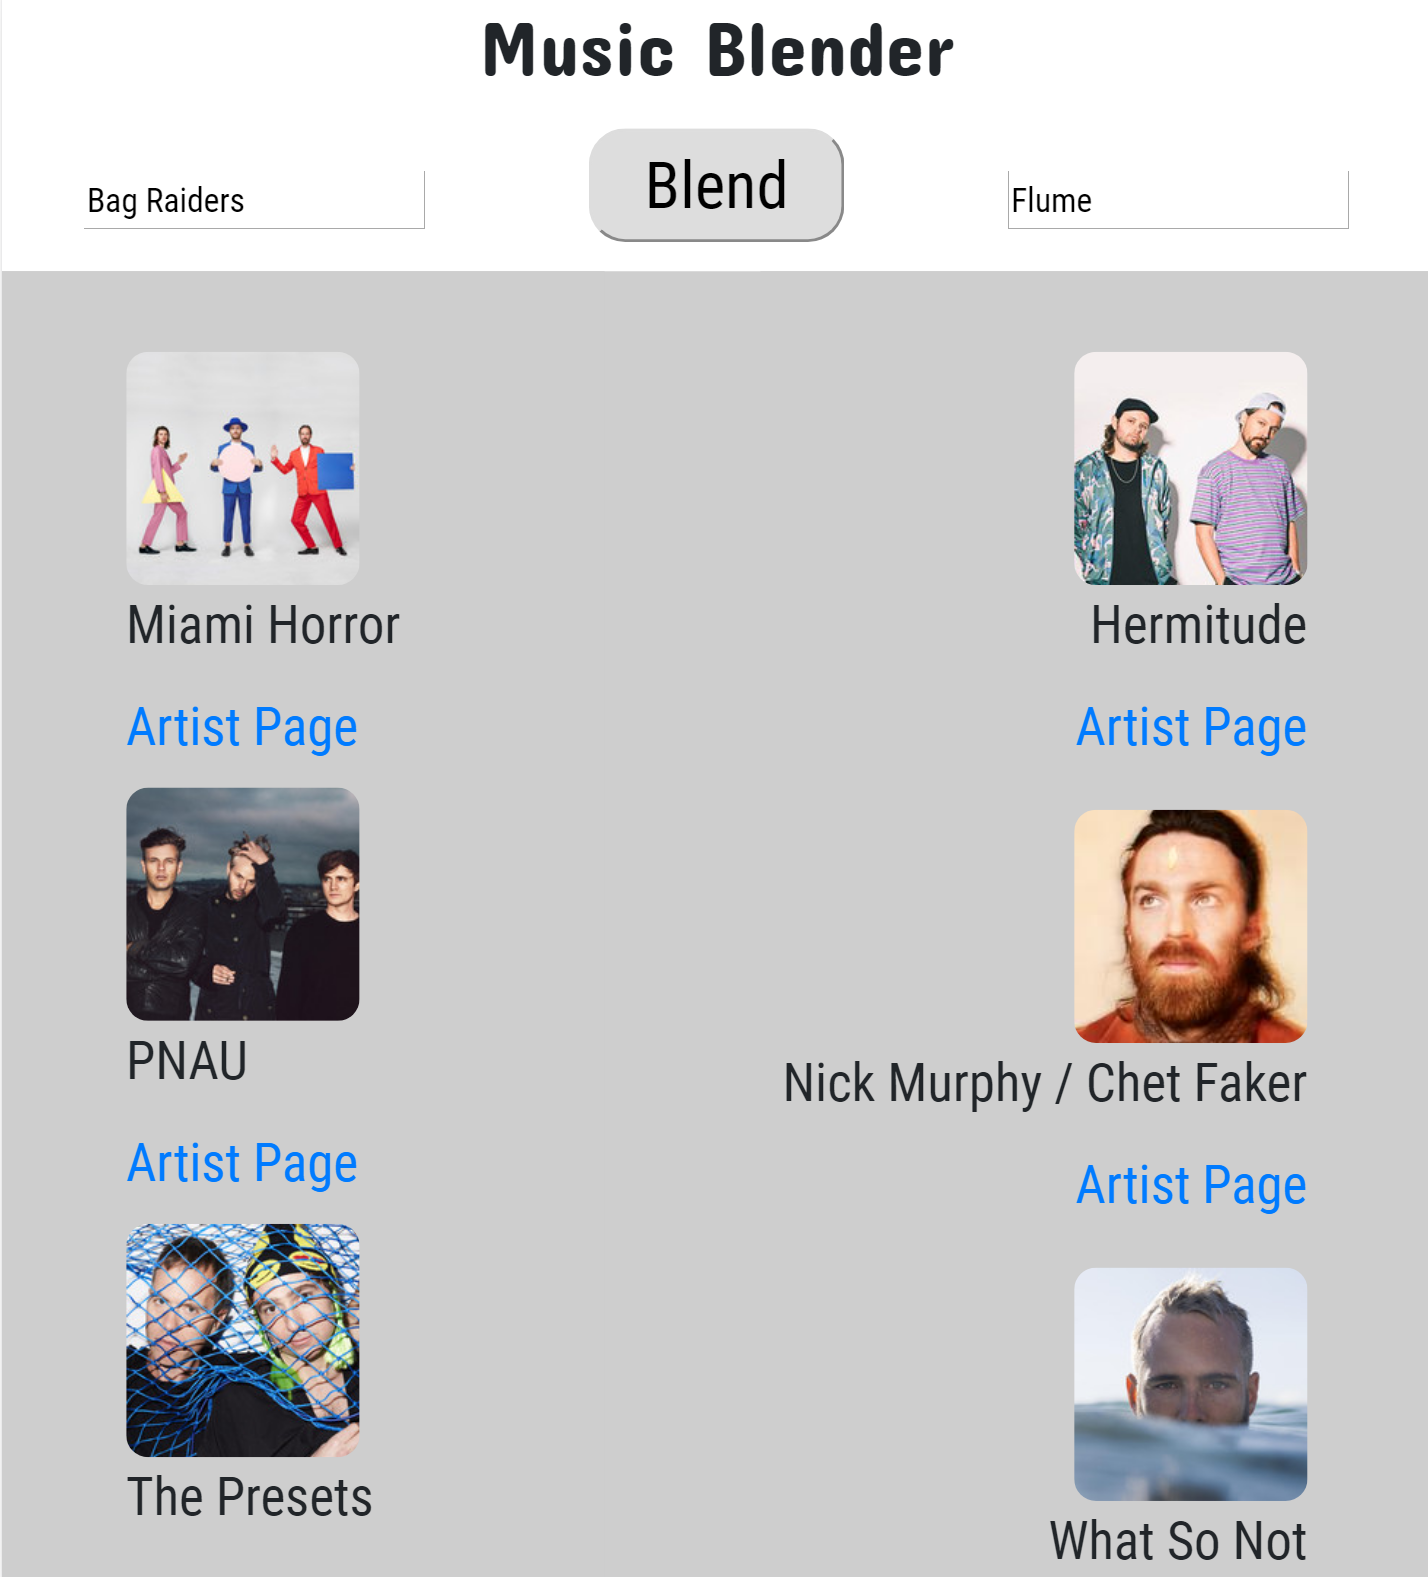 Music Blender
Bag Raiders
Blend
Flume
Miami Horror
Artist Page
PNAU
Artist Page
The Presets
Hermitude
Artist Page
Nick Murphy / Chet Faker
Artist Page
What So Not